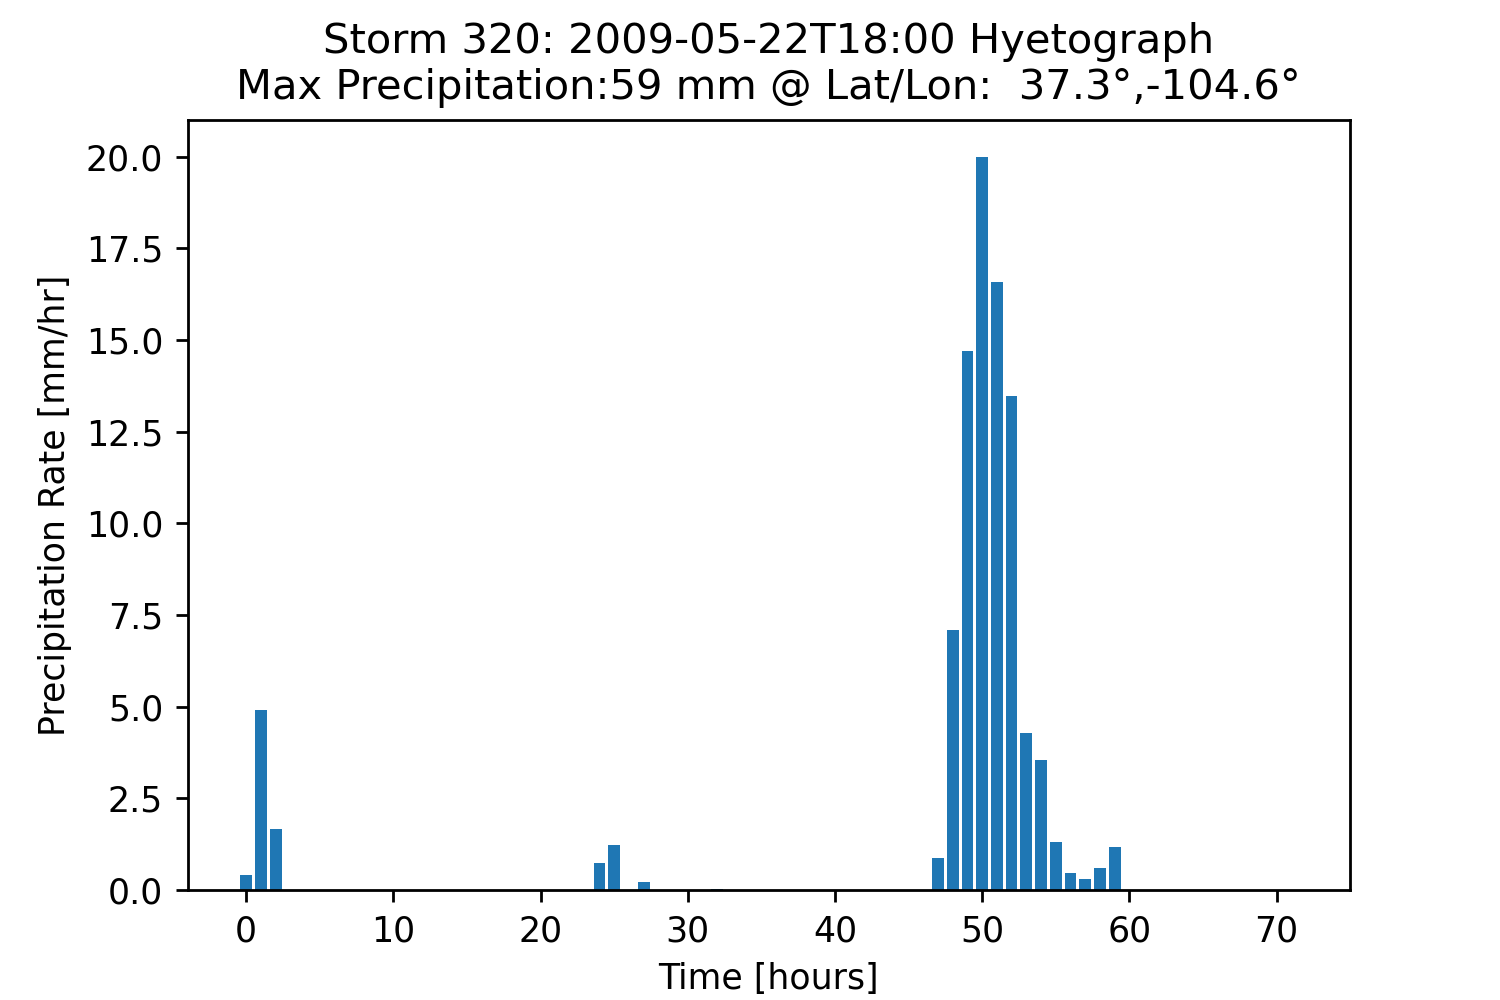 Storm 320: 2009-05-22T18:00 Hyetograph
Max Precipitation:59 mm @ Lat/Lon:  37.3°,-104.6°
Precipitation Rate [mm/hr]
20.0
17.5
15.0
12.5
10.0
7.5
5.0
2.5
0.0
0 10 20 30 40 50 60 70
Time [hours]